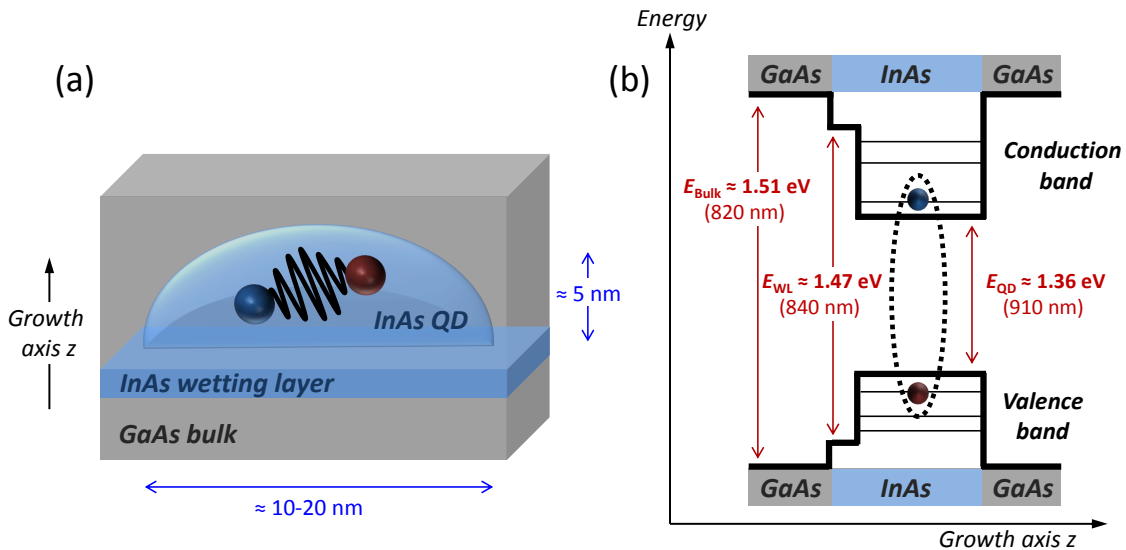 (a)
Growth
axis z
InAs QD
InAs wetting layer
GaAs bulk
≈ 5 nm
≈ 10-20 nm
(b)
Energy
GaAs
InAs
GaAs
Conduction
band
E_Bulk ≈ 1.51 eV
(820 nm)
E_WL ≈ 1.47 eV
(840 nm)
E_QD ≈ 1.36 eV
(910 nm)
Valence
band
GaAs
InAs
GaAs
Growth axis z